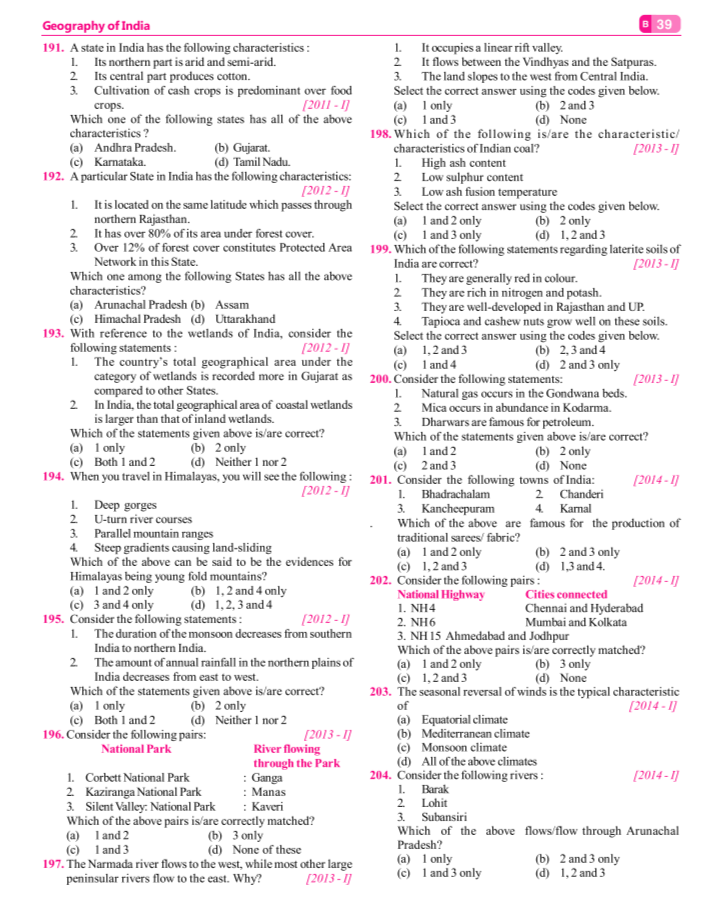 Geography of India
B 39
191. A state in India has the following characteristics :
1. Its northern part is arid and semi-arid.
2. Its central part produces cotton.
3. Cultivation of cash crops is predominant over food
crops. [2011 - I]
Which one of the following states has all of the above
characteristics ?
(a) Andhra Pradesh. (b) Gujarat.
(c) Karnataka. (d) Tamil Nadu.
192. A particular State in India has the following characteristics:
[2012 - I]
1. It is located on the same latitude which passes through
northern Rajasthan.
2. It has over 80% of its area under forest cover.
3. Over 12% of forest cover constitutes Protected Area
Network in this State.
Which one among the following States has all the above
characteristics?
(a) Arunachal Pradesh (b) Assam
(c) Himachal Pradesh (d) Uttarakhand
193. With reference to the wetlands of India, consider the
following statements : [2012 - I]
1. The country's total geographical area under the
category of wetlands is recorded more in Gujarat as
compared to other States.
2. In India, the total geographical area of coastal wetlands
is larger than that of inland wetlands.
Which of the statements given above is/are correct?
(a) 1 only (b) 2 only
(c) Both 1 and 2 (d) Neither 1 nor 2
194. When you travel in Himalayas, you will see the following :
[2012 - I]
1. Deep gorges
2. U-turn river courses
3. Parallel mountain ranges
4. Steep gradients causing land-sliding
Which of the above can be said to be the evidences for
Himalayas being young fold mountains?
(a) 1 and 2 only (b) 1, 2 and 4 only
(c) 3 and 4 only (d) 1, 2, 3 and 4
195. Consider the following statements : [2012 - I]
1. The duration of the monsoon decreases from southern
India to northern India.
2. The amount of annual rainfall in the northern plains of
India decreases from east to west.
Which of the statements given above is/are correct?
(a) 1 only (b) 2 only
(c) Both 1 and 2 (d) Neither 1 nor 2
196. Consider the following pairs: [2013 - I]
National Park River flowing
through the Park
1. Corbett National Park : Ganga
2. Kaziranga National Park : Manas
3. Silent Valley: National Park : Kaveri
Which of the above pairs is/are correctly matched?
(a) 1 and 2 (b) 3 only
(c) 1 and 3 (d) None of these
197. The Narmada river flows to the west, while most other large
peninsular rivers flow to the east. Why? [2013 - I]
1. It occupies a linear rift valley.
2. It flows between the Vindhyas and the Satpuras.
3. The land slopes to the west from Central India.
Select the correct answer using the codes given below.
(a) 1 only (b) 2 and 3
(c) 1 and 3 (d) None
198. Which of the following is/are the characteristic/
characteristics of Indian coal? [2013 - I]
1. High ash content
2. Low sulphur content
3. Low ash fusion temperature
Select the correct answer using the codes given below.
(a) 1 and 2 only (b) 2 only
(c) 1 and 3 only (d) 1, 2 and 3
199. Which of the following statements regarding laterite soils of
India are correct? [2013 - I]
1. They are generally red in colour.
2. They are rich in nitrogen and potash.
3. They are well-developed in Rajasthan and UP.
4. Tapioca and cashew nuts grow well on these soils.
Select the correct answer using the codes given below.
(a) 1, 2 and 3 (b) 2, 3 and 4
(c) 1 and 4 (d) 2 and 3 only
200. Consider the following statements: [2013 - I]
1. Natural gas occurs in the Gondwana beds.
2. Mica occurs in abundance in Kodarma.
3. Dharwars are famous for petroleum.
Which of the statements given above is/are correct?
(a) 1 and 2 (b) 2 only
(c) 2 and 3 (d) None
201. Consider the following towns of India: [2014 - I]
1. Bhadrachalam 2. Chanderi
3. Kancheepuram 4. Karnal
. Which of the above are famous for the production of
traditional sarees/ fabric?
(a) 1 and 2 only (b) 2 and 3 only
(c) 1, 2 and 3 (d) 1,3 and 4.
202. Consider the following pairs : [2014 - I]
National Highway Cities connected
1. NH4 Chennai and Hyderabad
2. NH6 Mumbai and Kolkata
3. NH15 Ahmedabad and Jodhpur
Which of the above pairs is/are correctly matched?
(a) 1 and 2 only (b) 3 only
(c) 1, 2 and 3 (d) None
203. The seasonal reversal of winds is the typical characteristic
of [2014 - I]
(a) Equatorial climate
(b) Mediterranean climate
(c) Monsoon climate
(d) All of the above climates
204. Consider the following rivers : [2014 - I]
1. Barak
2. Lohit
3. Subansiri
Which of the above flows/flow through Arunachal
Pradesh?
(a) 1 only (b) 2 and 3 only
(c) 1 and 3 only (d) 1, 2 and 3